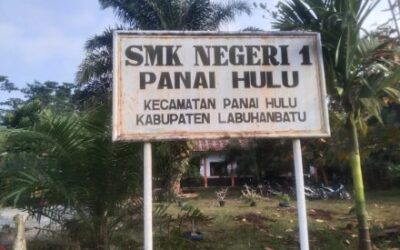 SMK NEGERI 1
PANAI HULU
KECAMATAN PANAI HULU
KABUPATEN LABUHANBATU